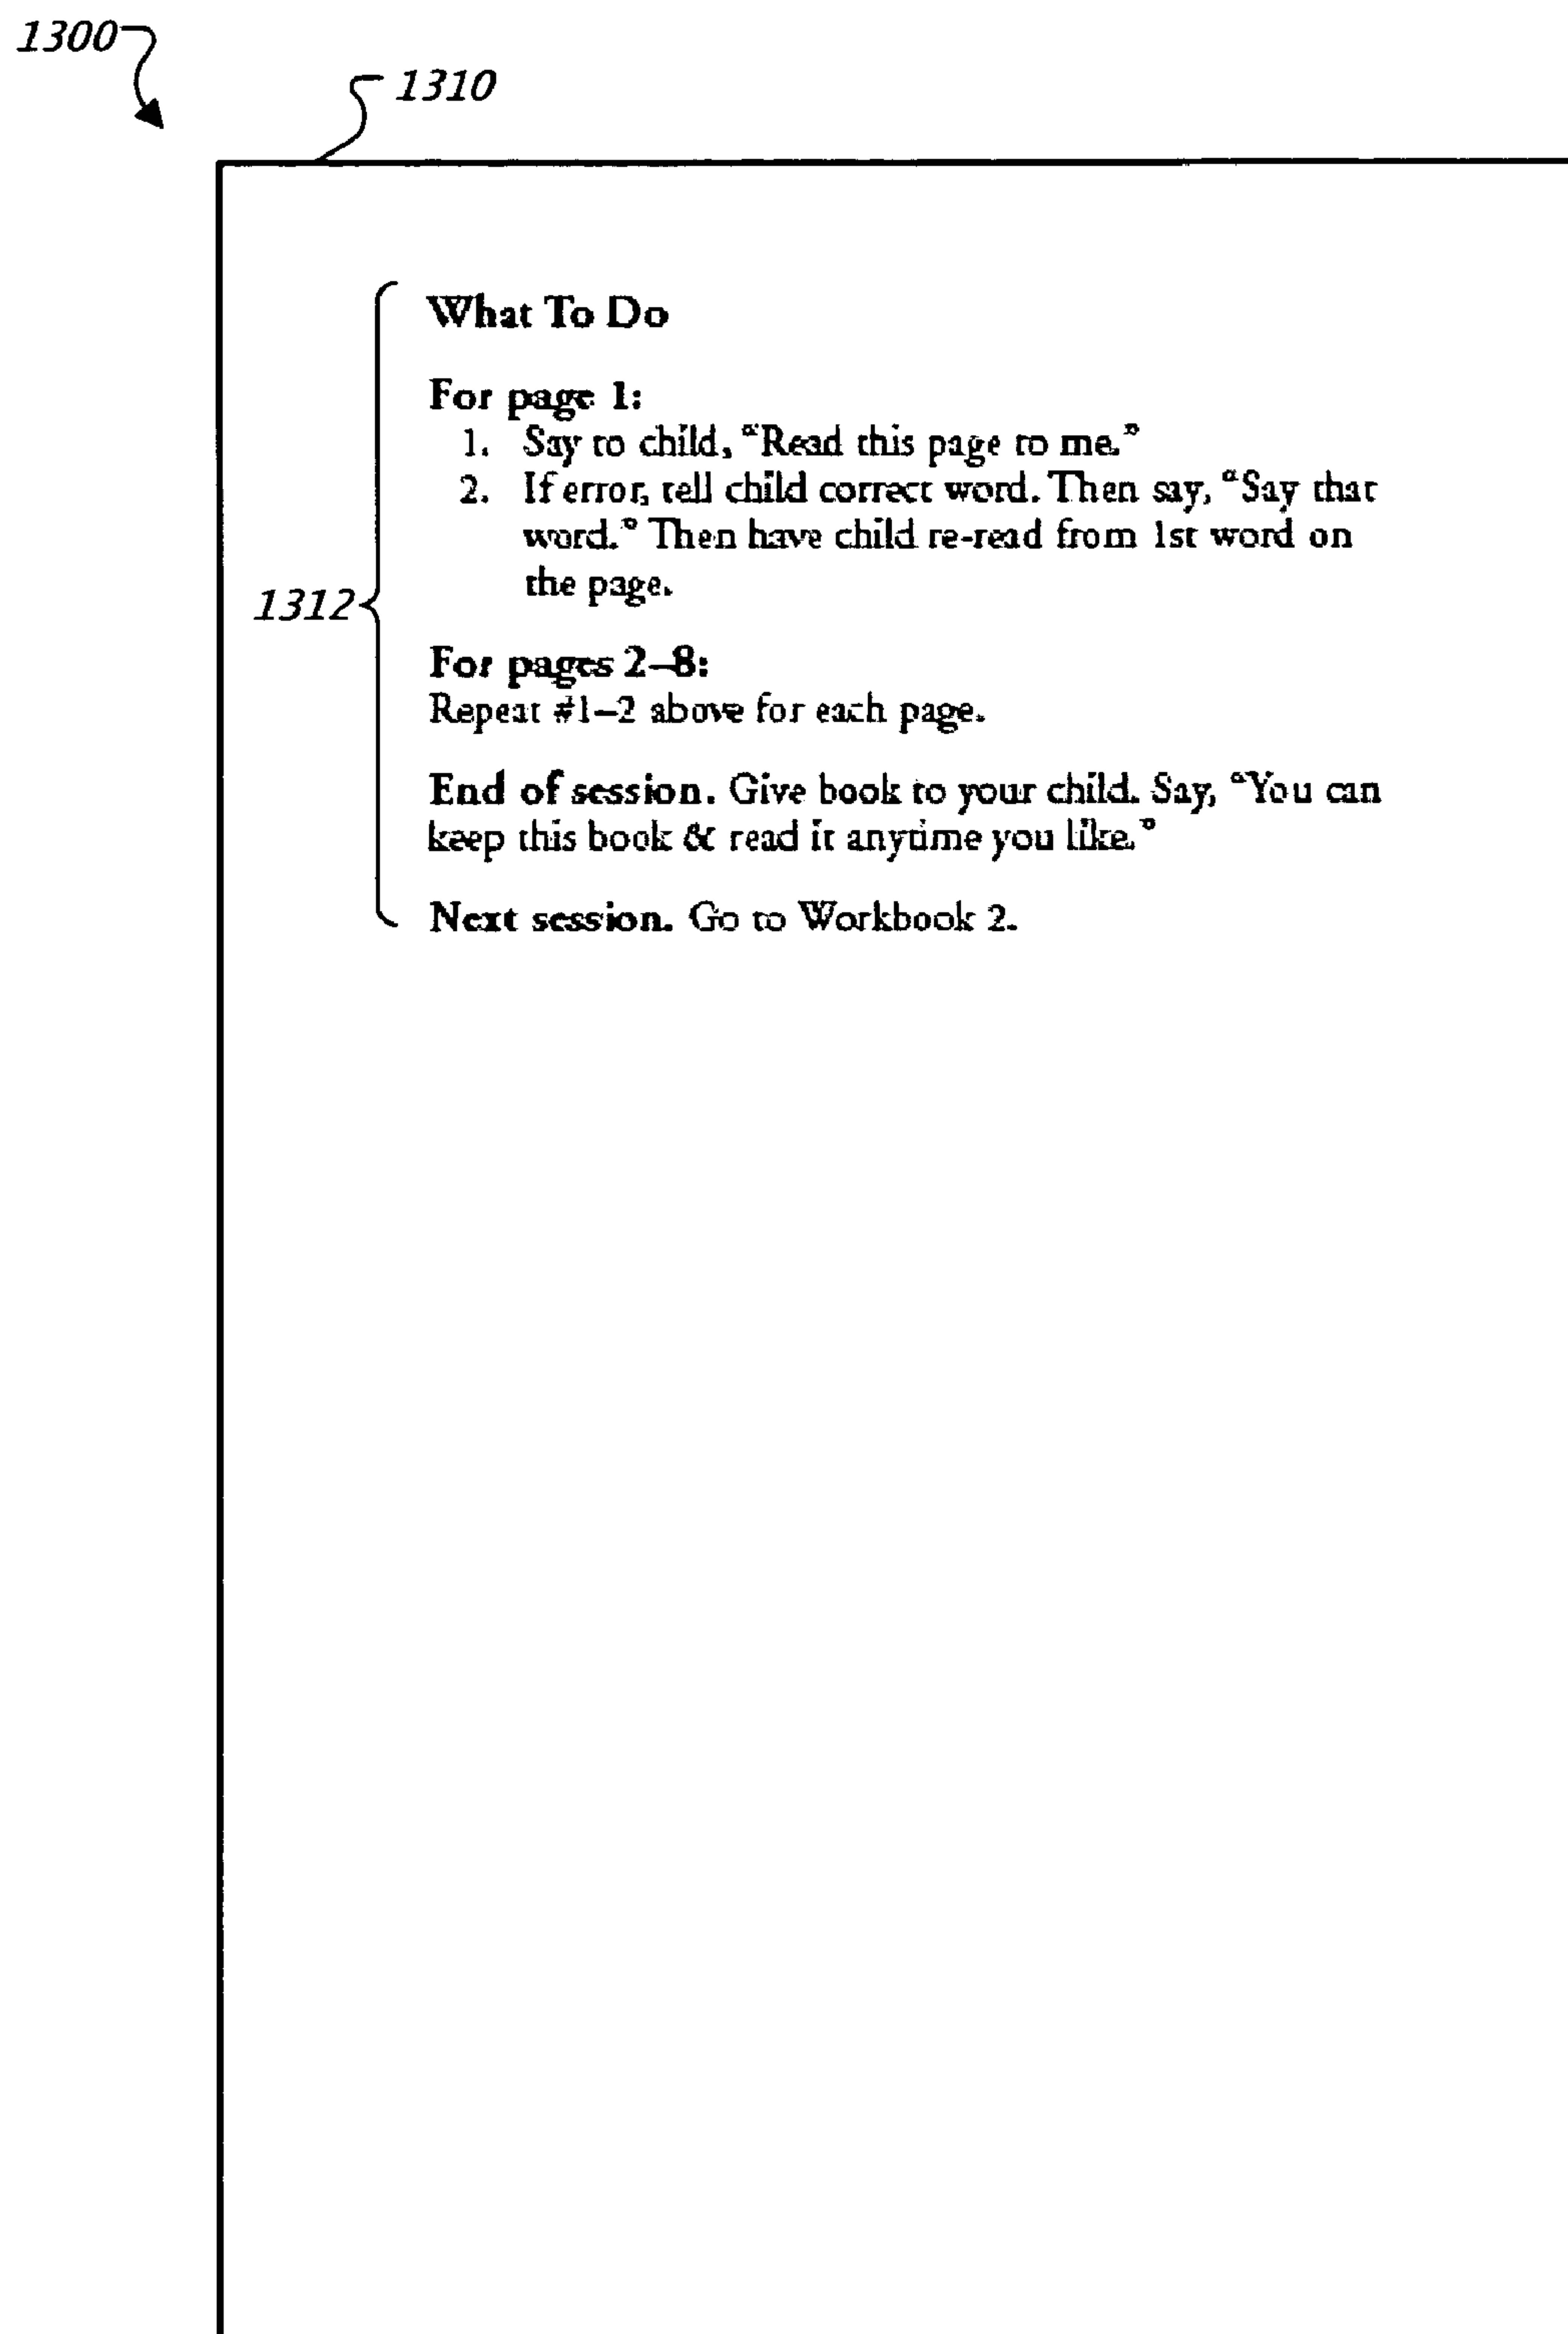 1300
1310
What To Do
For page 1:
1. Say to child, “Read this page to me.”
2. If error, tell child correct word. Then say, “Say that
word.” Then have child re-read from 1st word on
the page.
1312
For pages 2–8:
Repeat #1–2 above for each page.
End of session. Give book to your child. Say, “You can
keep this book & read it anytime you like.”
Next session. Go to Workbook 2.